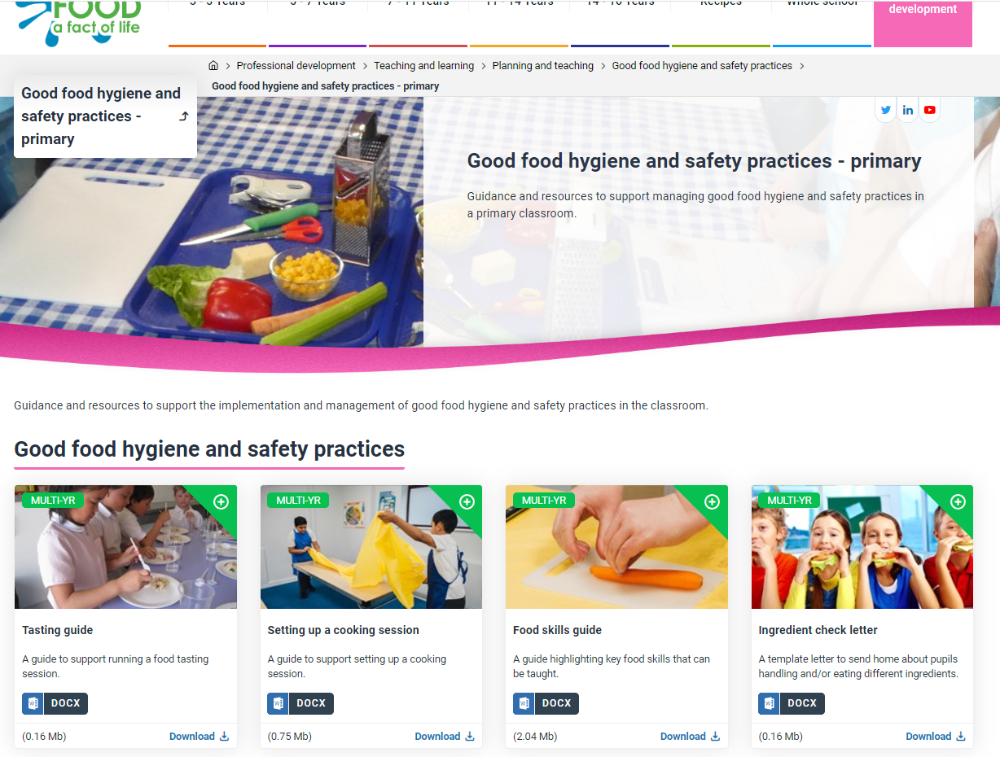 FOOD
a fact of life
3 - 5 Years
5 - 7 Years
7 - 11 Years
11 - 14 Years
14 - 16 Years
Recipes
Whole school
development
Professional development
Teaching and learning
Planning and teaching
Good food hygiene and safety practices
Good food hygiene and safety practices - primary
Good food hygiene and
safety practices -
primary
Good food hygiene and safety practices - primary
Guidance and resources to support managing good food hygiene and safety practices in
a primary classroom.
Guidance and resources to support the implementation and management of good food hygiene and safety practices in the classroom.
Good food hygiene and safety practices
MULTI-YR
Tasting guide
A guide to support running a food tasting
session.
DOCX
(0.16 Mb)
Download
MULTI-YR
Setting up a cooking session
A guide to support setting up a cooking
session.
DOCX
(0.75 Mb)
Download
MULTI-YR
Food skills guide
A guide highlighting key food skills that can
be taught.
DOCX
(2.04 Mb)
Download
MULTI-YR
Ingredient check letter
A template letter to send home about pupils
handling and/or eating different ingredients.
DOCX
(0.16 Mb)
Download